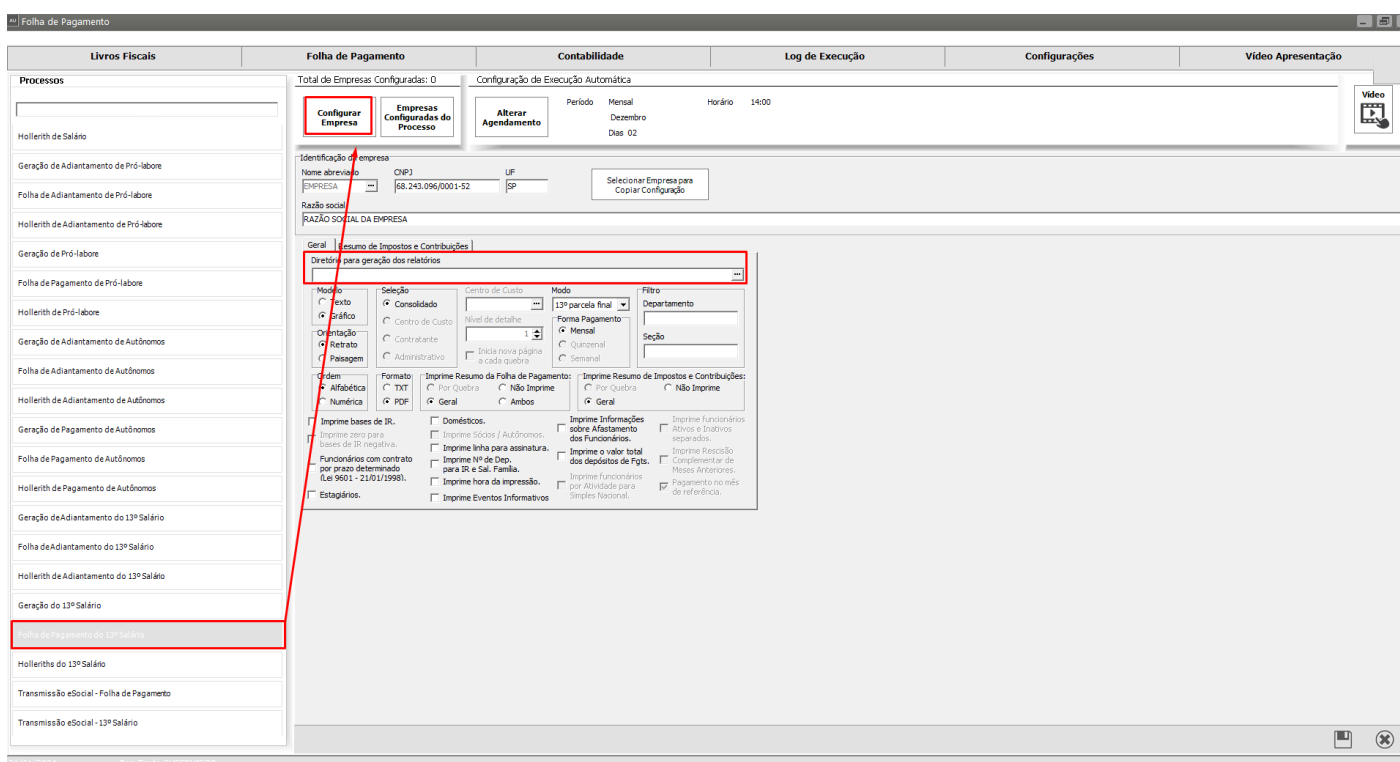 Folha de Pagamento
Livros Fiscais
Folha de Pagamento
Contabilidade
Log de Execução
Configurações
Vídeo Apresentação
Processos
Hollerith de Salário
Geração de Adiantamento de Pró-labore
Folha de Adiantamento de Pró-labore
Hollerith de Adiantamento de Pró-labore
Geração de Pró-labore
Folha de Pagamento de Pró-labore
Hollerith de Pró-labore
Geração de Adiantamento de Autônomos
Folha de Adiantamento de Autônomos
Hollerith de Adiantamento de Autônomos
Geração de Pagamento de Autônomos
Folha de Pagamento de Autônomos
Hollerith de Pagamento de Autônomos
Geração de Adiantamento do 13º Salário
Folha de Adiantamento do 13º Salário
Hollerith de Adiantamento do 13º Salário
Geração do 13º Salário
Folha de Pagamento do 13º Salário
Holleriths do 13º Salário
Transmissão eSocial - Folha de Pagamento
Transmissão eSocial - 13º Salário
Total de Empresas Configuradas: 0
Configurar
Empresa
Empresas
Configuradas do
Processo
Configuração de Execução Automática
Alterar
Agendamento
Período Mensal
Dezembro
Dias 02
Horário 14:00
Vídeo
Identificação da empresa
Nome abreviado CNPJ UF
EMPRESA ... 68.243.096/0001-52 SP
Selecionar Empresa para
Copiar Configuração
Razão social
RAZÃO SOCIAL DA EMPRESA
Geral Resumo de Impostos e Contribuições
Diretório para geração dos relatórios
...
Modelo
Texto
Gráfico
Orientação
Retrato
Paisagem
Seleção
Consolidado
Centro de Custo
Contratante
Administrativo
Centro de Custo
...
Nível de detalhe
1
Inicia nova página
a cada quebra
Modo
13º parcela final
Forma Pagamento
Mensal
Quinzenal
Semanal
Filtro
Departamento
Seção
Ordem
Alfabética
Numérica
Formato
TXT
PDF
Imprime Resumo da Folha de Pagamento:
Por Quebra Não Imprime
Geral Ambos
Imprime Resumo de Impostos e Contribuições:
Por Quebra Não Imprime
Geral
Imprime bases de IR.
Imprime zero para
bases de IR negativa.
Funcionários com contrato
por prazo determinado
(Lei 9601 - 21/01/1998).
Estagiários.
Domésticos.
Imprime Sócios / Autônomos.
Imprime linha para assinatura.
Imprime Nº de Dep.
para IR e Sal. Família.
Imprime hora da impressão.
Imprime Eventos Informativos
Imprime Informações
sobre Afastamento
dos Funcionários.
Imprime o valor total
dos depósitos de Fgts.
Imprime funcionários
por Atividade para
Simples Nacional.
Imprime funcionários
Ativos e Inativos
separados.
Imprime Rescisão
Complementar de
Meses Anteriores.
Pagamento no mês
de referência.